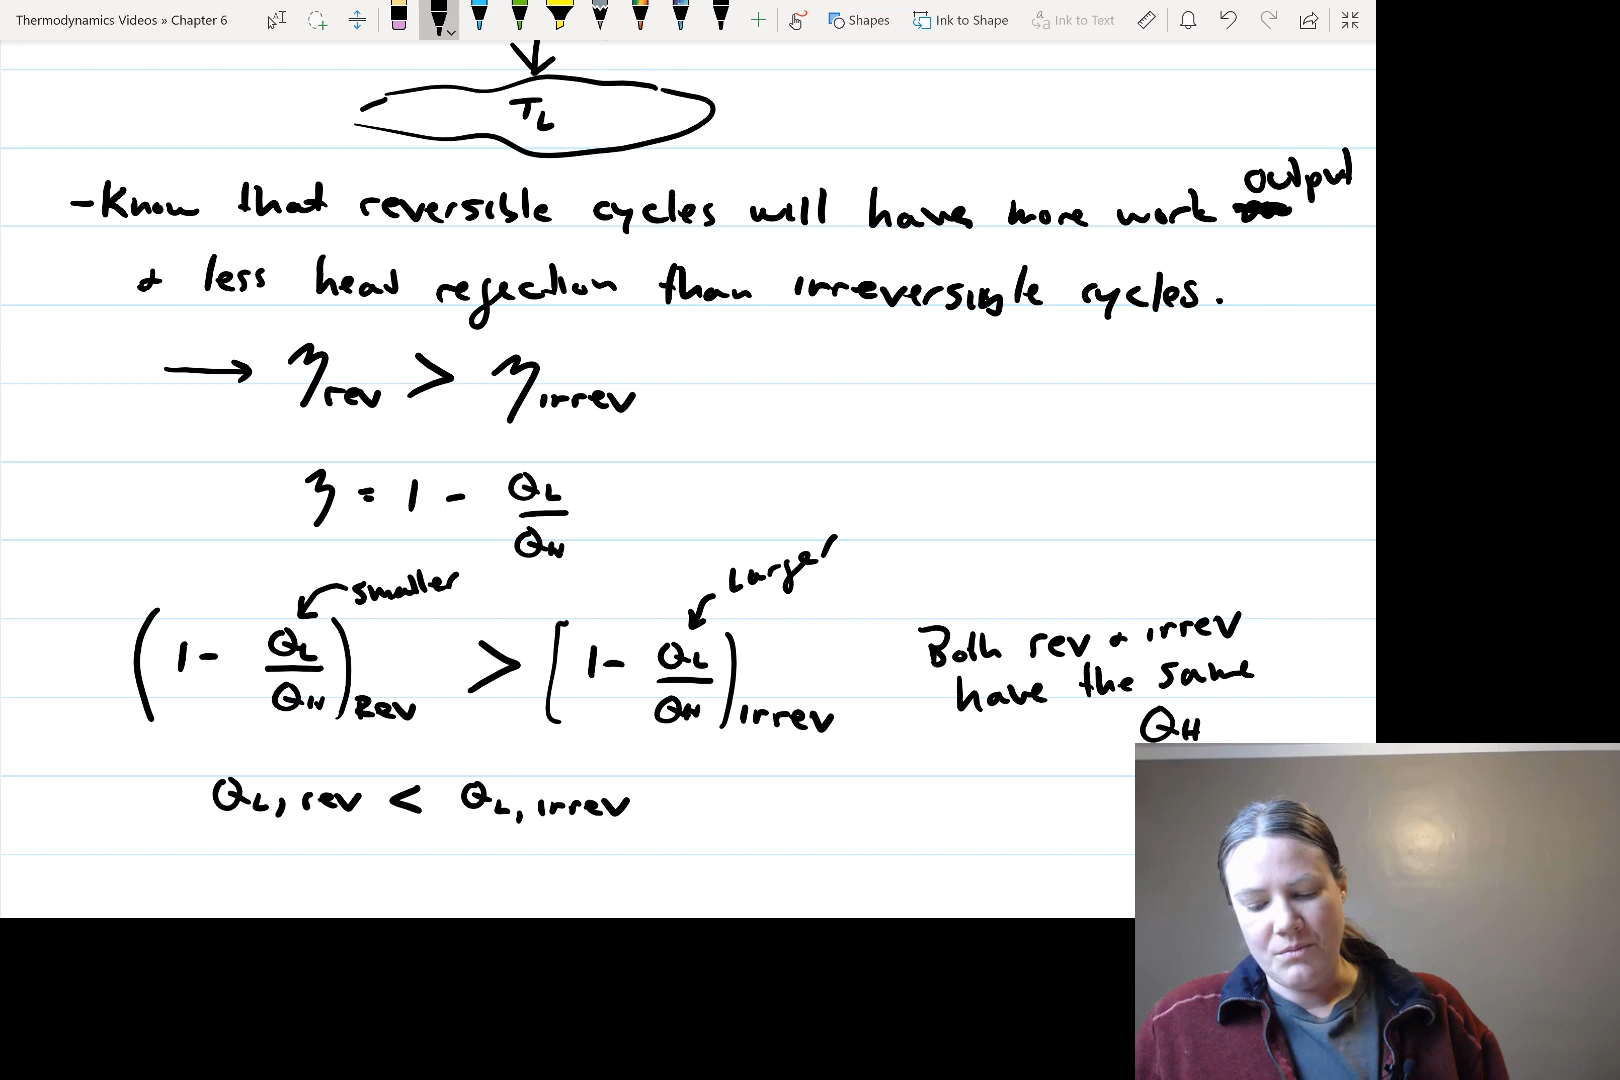 Thermodynamics Videos » Chapter 6
Shapes
Ink to Shape
Ink to Text
TL
- Know that reversible cycles will have more work output
+ less head rejection than irreversible cycles.
→ ηrev > ηirrev
η = 1 - QL/QH
smaller
Larger
(1 - QL/QH)Rev > [1 - QL/QH)Irrev
Both rev + irrev
have the same
QH
QL, rev < QL, irrev